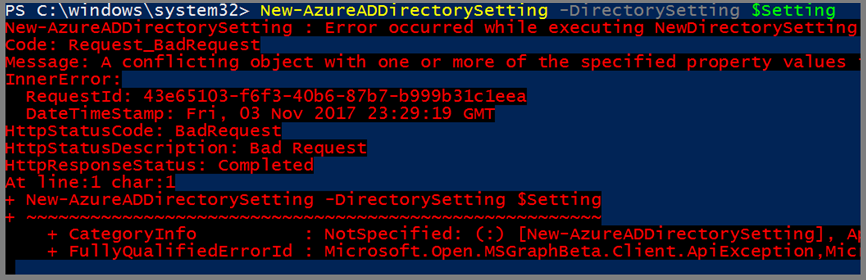 PS C:\windows\system32> New-AzureADDirectorySetting -DirectorySetting $Setting
New-AzureADDirectorySetting : Error occurred while executing NewDirectorySetting
Code: Request_BadRequest
Message: A conflicting object with one or more of the specified property values
InnerError:
  RequestId: 43e65103-f6f3-40b6-87b7-b999b31c1eea
  DateTimeStamp: Fri, 03 Nov 2017 23:29:19 GMT
HttpStatusCode: BadRequest
HttpStatusDescription: Bad Request
HttpResponseStatus: Completed
At line:1 char:1
+ New-AzureADDirectorySetting -DirectorySetting $Setting
+ ~~~~~~~~~~~~~~~~~~~~~~~~~~~~~~~~~~~~~~~~~~~~~~~~~~~~~~
    + CategoryInfo          : NotSpecified: (:) [New-AzureADDirectorySetting], Ap
    + FullyQualifiedErrorId : Microsoft.Open.MSGraphBeta.Client.ApiException,Mic